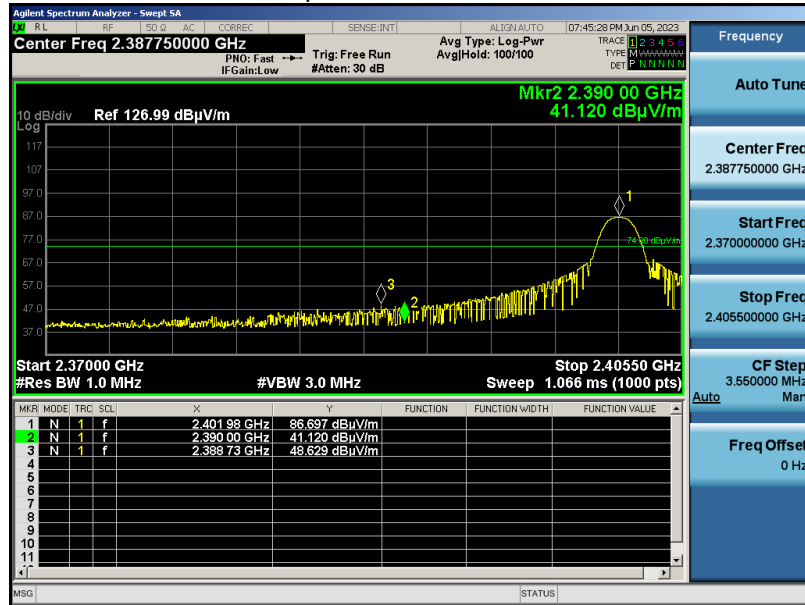 Agilent Spectrum Analyzer - Swept SA
LXI RL RF 50 Ω AC CORREC SENSE:INT ALIGN AUTO 07:45:28 PM Jun 05, 2023
Center Freq 2.387750000 GHz
PNO: Fast
IFGain:Low
Trig: Free Run
#Atten: 30 dB
Avg Type: Log-Pwr
Avg|Hold: 100/100
TRACE 1 2 3 4 5 6
TYPE MWWWWW
DET P N N N N N
Mkr2 2.390 00 GHz
41.120 dBµV/m
10 dB/div Ref 126.99 dBµV/m
Log
117
107
97.0
87.0
77.0
67.0
57.0
47.0
37.0
1
74.00 dBµV/m
3
2
Start 2.37000 GHz Stop 2.40550 GHz
#Res BW 1.0 MHz #VBW 3.0 MHz Sweep 1.066 ms (1000 pts)
MKR MODE TRC SCL X Y FUNCTION FUNCTION WIDTH FUNCTION VALUE
1 N 1 f 2.401 98 GHz 86.697 dBµV/m
2 N 1 f 2.390 00 GHz 41.120 dBµV/m
3 N 1 f 2.388 73 GHz 48.629 dBµV/m
4
5
6
7
8
9
10
11
MSG STATUS
Frequency
Auto Tune
Center Freq
2.387750000 GHz
Start Freq
2.370000000 GHz
Stop Freq
2.405500000 GHz
CF Step
3.550000 MHz
Auto Man
Freq Offset
0 Hz